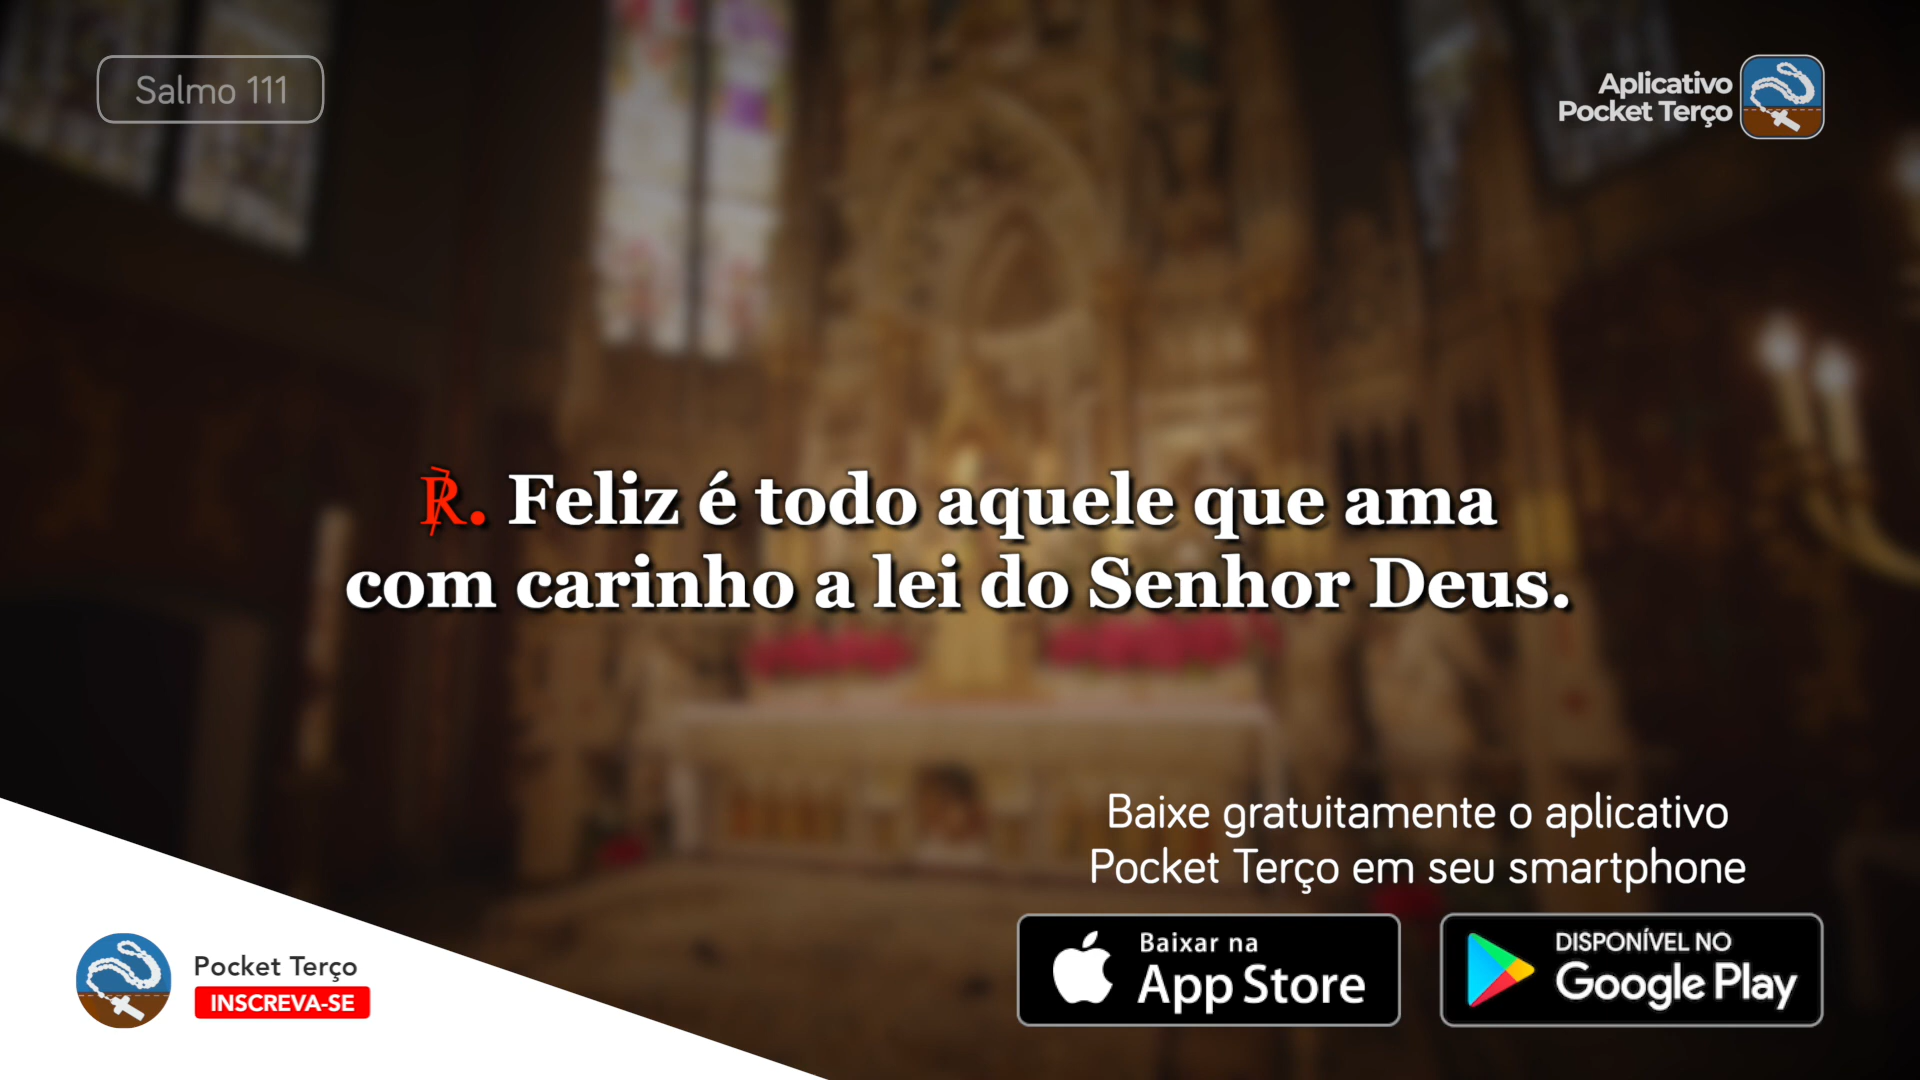 Salmo 111
Aplicativo
Pocket Terço
℟. Feliz é todo aquele que ama
com carinho a lei do Senhor Deus.
Baixe gratuitamente o aplicativo
Pocket Terço em seu smartphone
Baixar na
App Store
DISPONÍVEL NO
Google Play
Pocket Terço
INSCREVA-SE